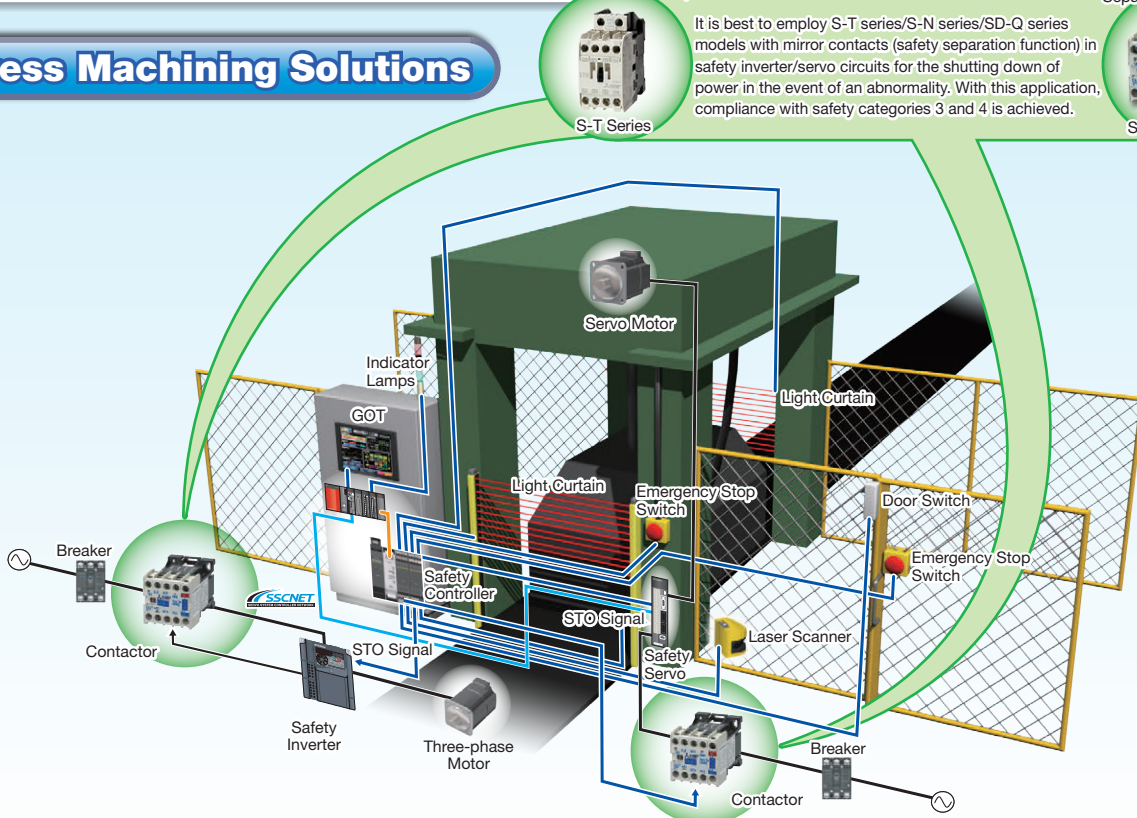 ess Machining Solutions
It is best to employ S-T series/S-N series/SD-Q series
models with mirror contacts (safety separation function) in
safety inverter/servo circuits for the shutting down of
power in the event of an abnormality. With this application,
compliance with safety categories 3 and 4 is achieved.
S-T Series
S
Servo Motor
Indicator
Lamps
GOT
Light Curtain
Light Curtain
Emergency Stop
Switch
Door Switch
Emergency Stop
Switch
Breaker
Safety
Controller
SSCNET
SERVO SYSTEM CONTROLLER NETWORK
STO Signal
Laser Scanner
Contactor
STO Signal
Safety
Servo
Safety
Inverter
Three-phase
Motor
Breaker
Contactor